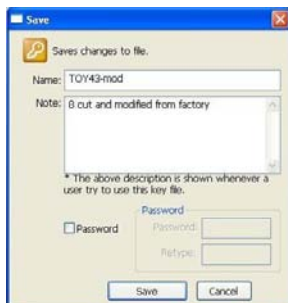 Save
Saves changes to file.
Name: TOY43-mod
Note: 8 cut and modified from factory
* The above description is shown whenever a
user try to use this key file.
Password
Password
Password:
Retype:
Save Cancel